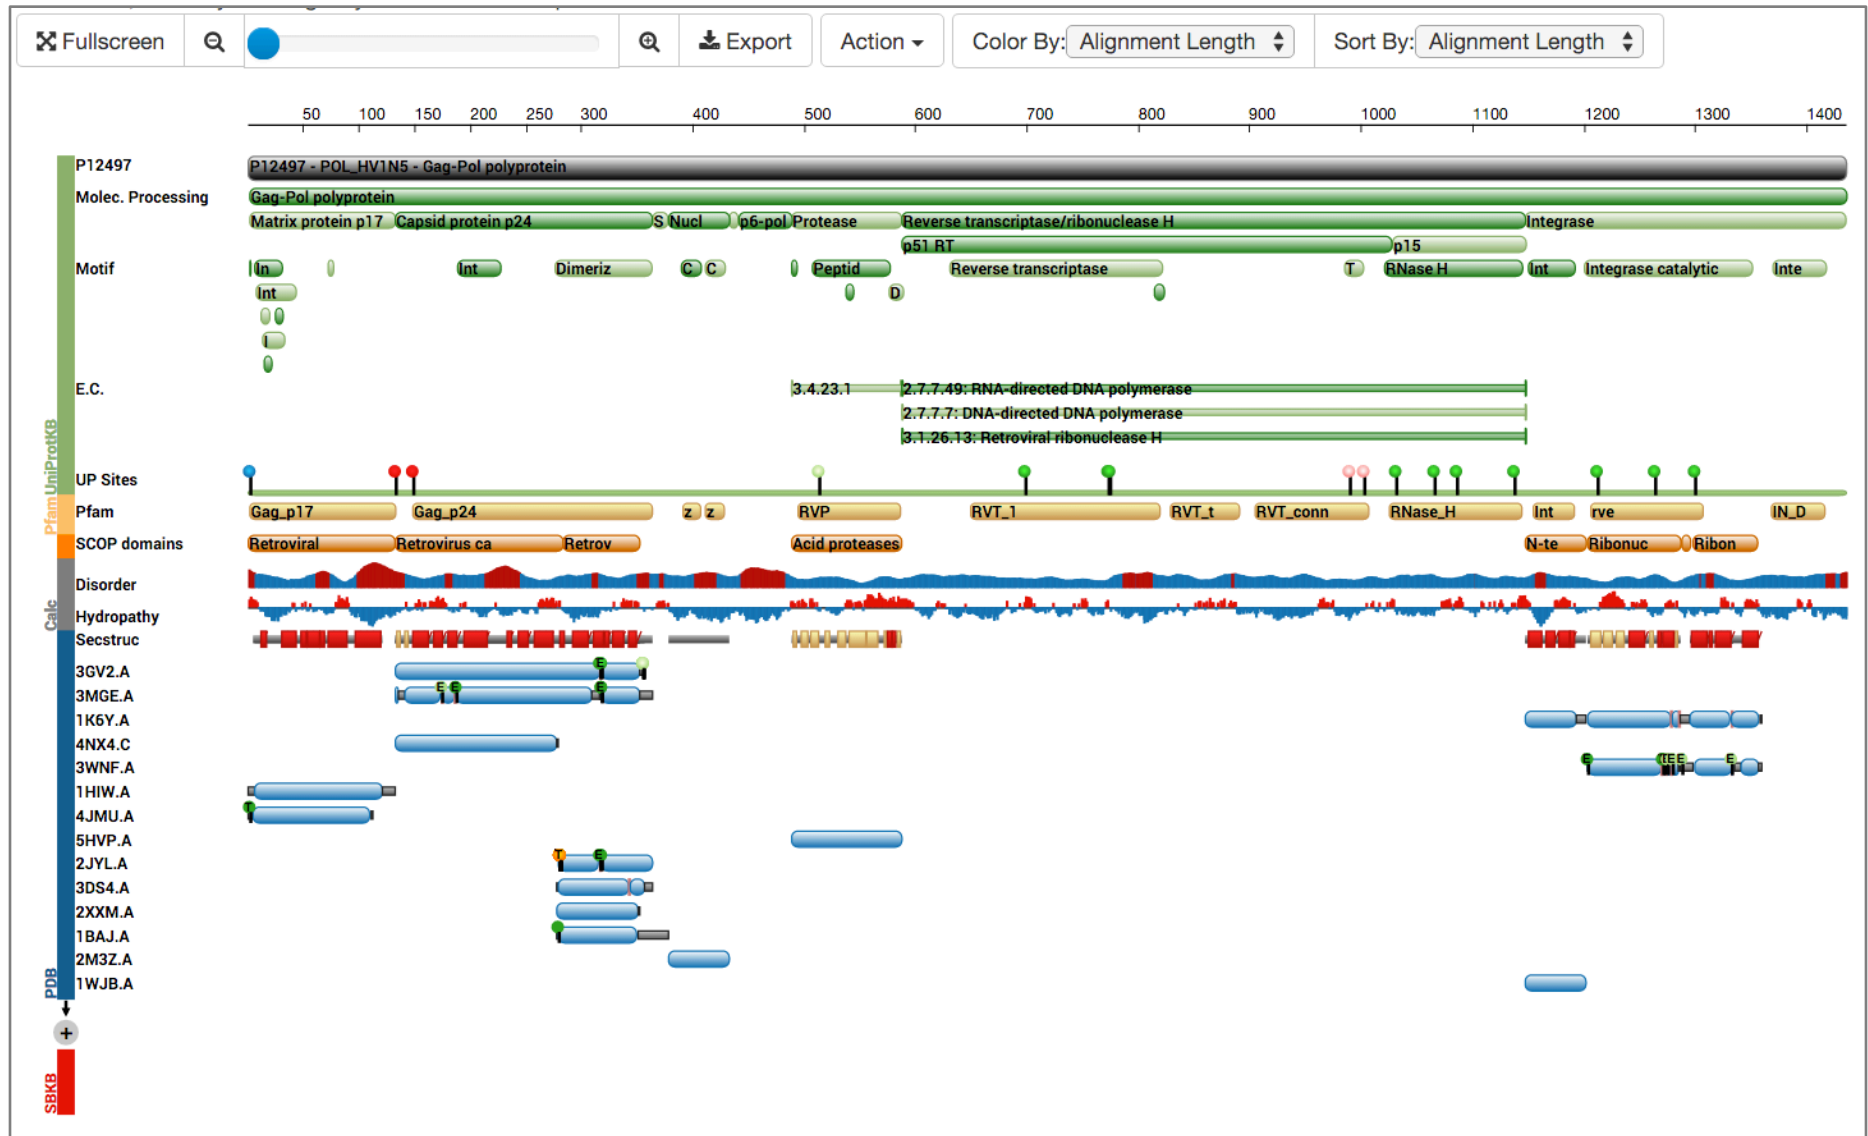 Fullscreen Export Action Color By: Alignment Length Sort By: Alignment Length
50 100 150 200 250 300 400 500 600 700 800 900 1000 1100 1200 1300 1400
P12497 P12497 - POL_HV1N5 - Gag-Pol polyprotein
Molec. Processing Gag-Pol polyprotein
Matrix protein p17 Capsid protein p24 S Nucl p6-pol Protease Reverse transcriptase/ribonuclease H Integrase
p51 RT p15
Motif In Int Dimeriz C C Peptid Reverse transcriptase T RNase H Int Integrase catalytic Inte
Int D
I
E.C. 3.4.23.1 2.7.7.49: RNA-directed DNA polymerase
2.7.7.7: DNA-directed DNA polymerase
3.1.26.13: Retroviral ribonuclease H
UniProtKB
UP Sites
Pfam
Pfam Gag_p17 Gag_p24 z z RVP RVT_1 RVT_t RVT_conn RNase_H Int rve IN_D
SCOP domains Retroviral Retrovirus ca Retrov Acid proteases N-te Ribonuc Ribon
Disorder
Calc
Hydropathy
Secstruc
3GV2.A E
3MGE.A E E E
1K6Y.A
4NX4.C
3WNF.A E E E E
1HIW.A
4JMU.A T
5HVP.A
2JYL.A T E
3DS4.A
2XXM.A
1BAJ.A
2M3Z.A
PDB
1WJB.A
+
SBKB